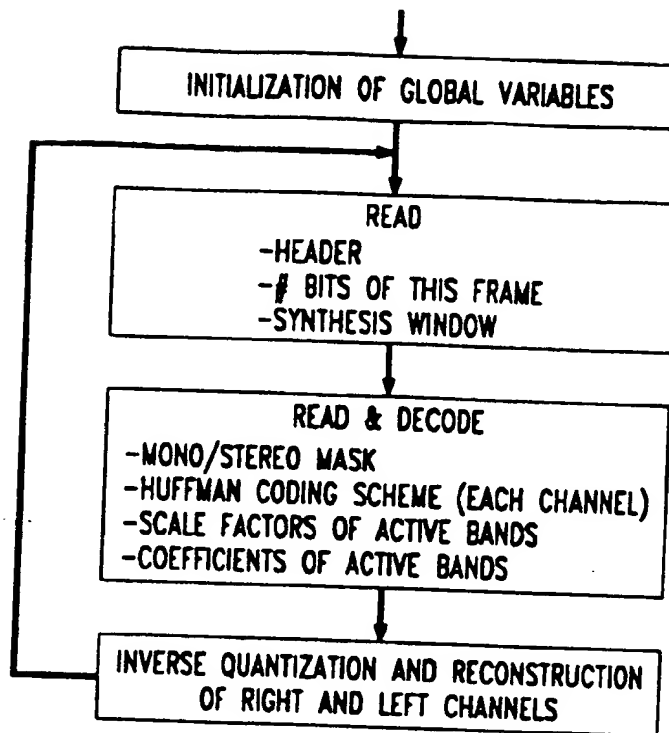 INITIALIZATION OF GLOBAL VARIABLES
READ
-HEADER
-# BITS OF THIS FRAME
-SYNTHESIS WINDOW
READ & DECODE
-MONO/STEREO MASK
-HUFFMAN CODING SCHEME (EACH CHANNEL)
-SCALE FACTORS OF ACTIVE BANDS
-COEFFICIENTS OF ACTIVE BANDS
INVERSE QUANTIZATION AND RECONSTRUCTION
OF RIGHT AND LEFT CHANNELS